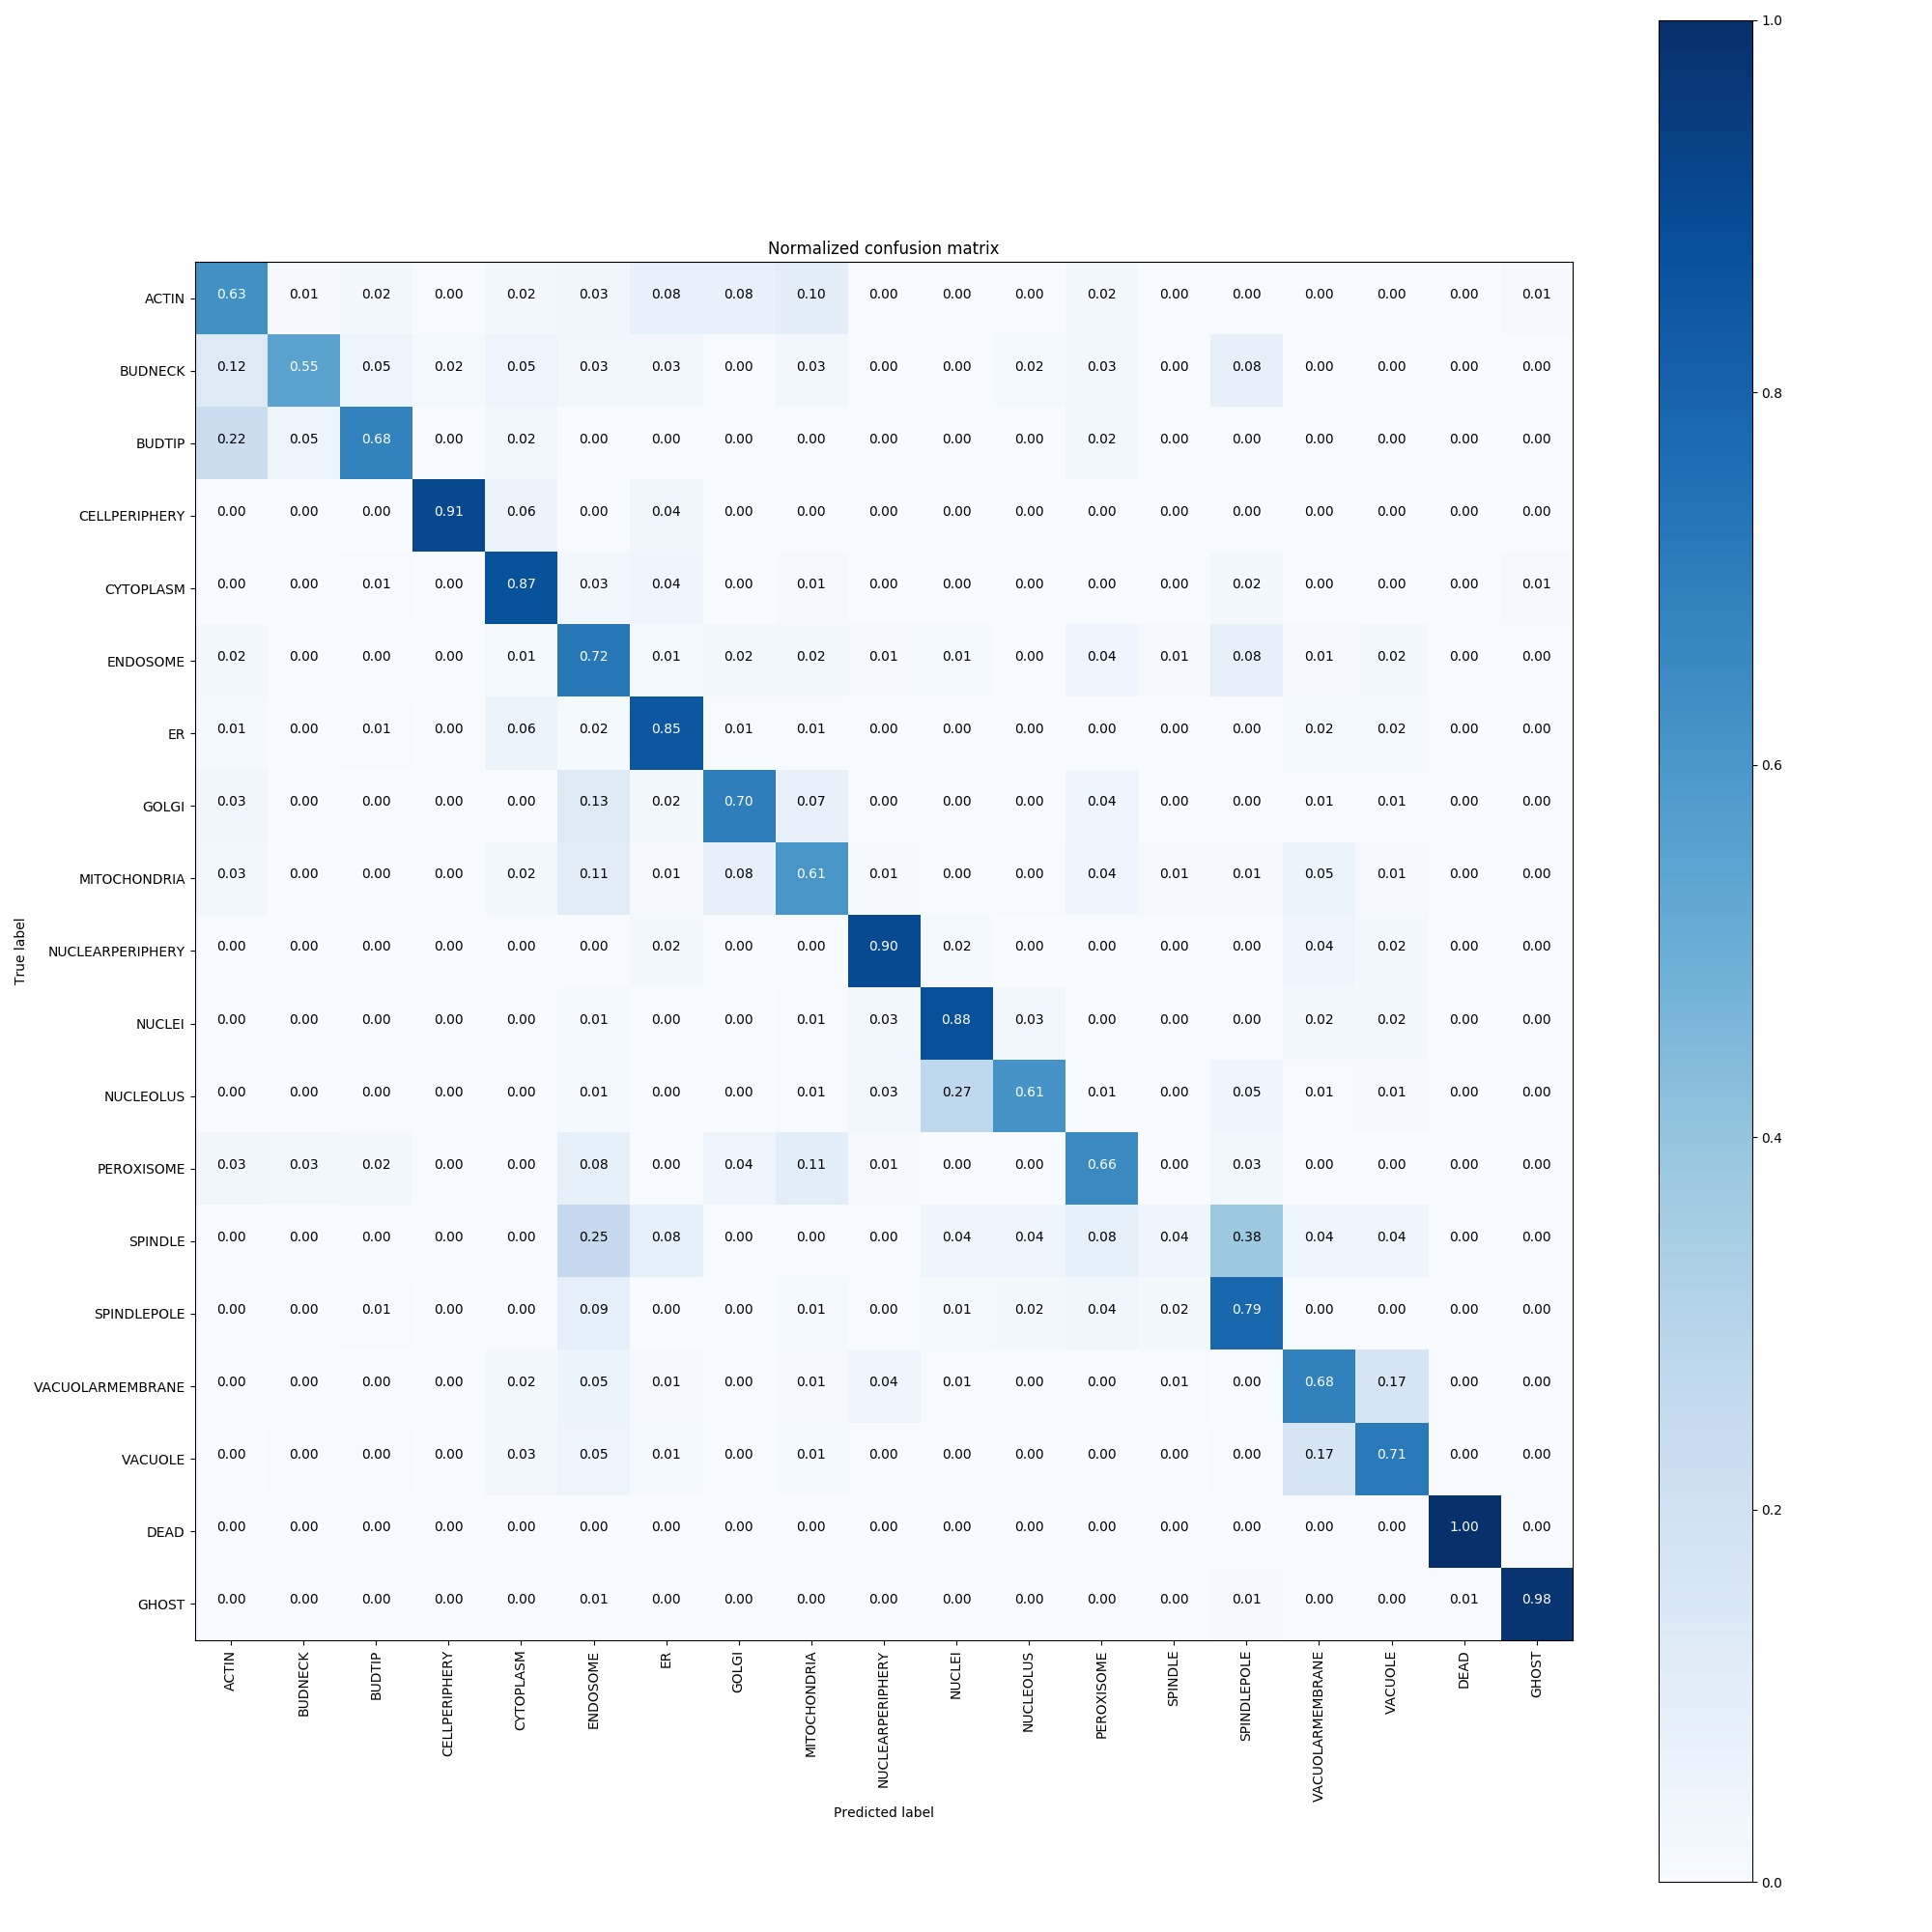 Normalized confusion matrix
1.0
0.8
0.6
0.4
0.2
0.0
True label
ACTIN 0.63 0.01 0.02 0.00 0.02 0.03 0.08 0.08 0.10 0.00 0.00 0.00 0.02 0.00 0.00 0.00 0.00 0.00 0.01
BUDNECK 0.12 0.55 0.05 0.02 0.05 0.03 0.03 0.00 0.03 0.00 0.00 0.02 0.03 0.00 0.08 0.00 0.00 0.00 0.00
BUDTIP 0.22 0.05 0.68 0.00 0.02 0.00 0.00 0.00 0.00 0.00 0.00 0.00 0.02 0.00 0.00 0.00 0.00 0.00 0.00
CELLPERIPHERY 0.00 0.00 0.00 0.91 0.06 0.00 0.04 0.00 0.00 0.00 0.00 0.00 0.00 0.00 0.00 0.00 0.00 0.00 0.00
CYTOPLASM 0.00 0.00 0.01 0.00 0.87 0.03 0.04 0.00 0.01 0.00 0.00 0.00 0.00 0.00 0.02 0.00 0.00 0.00 0.01
ENDOSOME 0.02 0.00 0.00 0.00 0.01 0.72 0.01 0.02 0.02 0.01 0.01 0.00 0.04 0.01 0.08 0.01 0.02 0.00 0.00
ER 0.01 0.00 0.01 0.00 0.06 0.02 0.85 0.01 0.01 0.00 0.00 0.00 0.00 0.00 0.00 0.02 0.02 0.00 0.00
GOLGI 0.03 0.00 0.00 0.00 0.00 0.13 0.02 0.70 0.07 0.00 0.00 0.00 0.04 0.00 0.00 0.01 0.01 0.00 0.00
MITOCHONDRIA 0.03 0.00 0.00 0.00 0.02 0.11 0.01 0.08 0.61 0.01 0.00 0.00 0.04 0.01 0.01 0.05 0.01 0.00 0.00
NUCLEARPERIPHERY 0.00 0.00 0.00 0.00 0.00 0.00 0.02 0.00 0.00 0.90 0.02 0.00 0.00 0.00 0.00 0.04 0.02 0.00 0.00
NUCLEI 0.00 0.00 0.00 0.00 0.00 0.01 0.00 0.00 0.01 0.03 0.88 0.03 0.00 0.00 0.00 0.02 0.02 0.00 0.00
NUCLEOLUS 0.00 0.00 0.00 0.00 0.00 0.01 0.00 0.00 0.01 0.03 0.27 0.61 0.01 0.00 0.05 0.01 0.01 0.00 0.00
PEROXISOME 0.03 0.03 0.02 0.00 0.00 0.08 0.00 0.04 0.11 0.01 0.00 0.00 0.66 0.00 0.03 0.00 0.00 0.00 0.00
SPINDLE 0.00 0.00 0.00 0.00 0.00 0.25 0.08 0.00 0.00 0.00 0.04 0.04 0.08 0.04 0.38 0.04 0.04 0.00 0.00
SPINDLEPOLE 0.00 0.00 0.01 0.00 0.00 0.09 0.00 0.00 0.01 0.00 0.01 0.02 0.04 0.02 0.79 0.00 0.00 0.00 0.00
VACUOLARMEMBRANE 0.00 0.00 0.00 0.00 0.02 0.05 0.01 0.00 0.01 0.04 0.01 0.00 0.00 0.01 0.00 0.68 0.17 0.00 0.00
VACUOLE 0.00 0.00 0.00 0.00 0.03 0.05 0.01 0.00 0.01 0.00 0.00 0.00 0.00 0.00 0.00 0.17 0.71 0.00 0.00
DEAD 0.00 0.00 0.00 0.00 0.00 0.00 0.00 0.00 0.00 0.00 0.00 0.00 0.00 0.00 0.00 0.00 0.00 1.00 0.00
GHOST 0.00 0.00 0.00 0.00 0.00 0.01 0.00 0.00 0.00 0.00 0.00 0.00 0.00 0.00 0.01 0.00 0.00 0.01 0.98
ACTIN
BUDNECK
BUDTIP
CELLPERIPHERY
CYTOPLASM
ENDOSOME
ER
GOLGI
MITOCHONDRIA
NUCLEARPERIPHERY
NUCLEI
NUCLEOLUS
PEROXISOME
SPINDLE
SPINDLEPOLE
VACUOLARMEMBRANE
VACUOLE
DEAD
GHOST
Predicted label